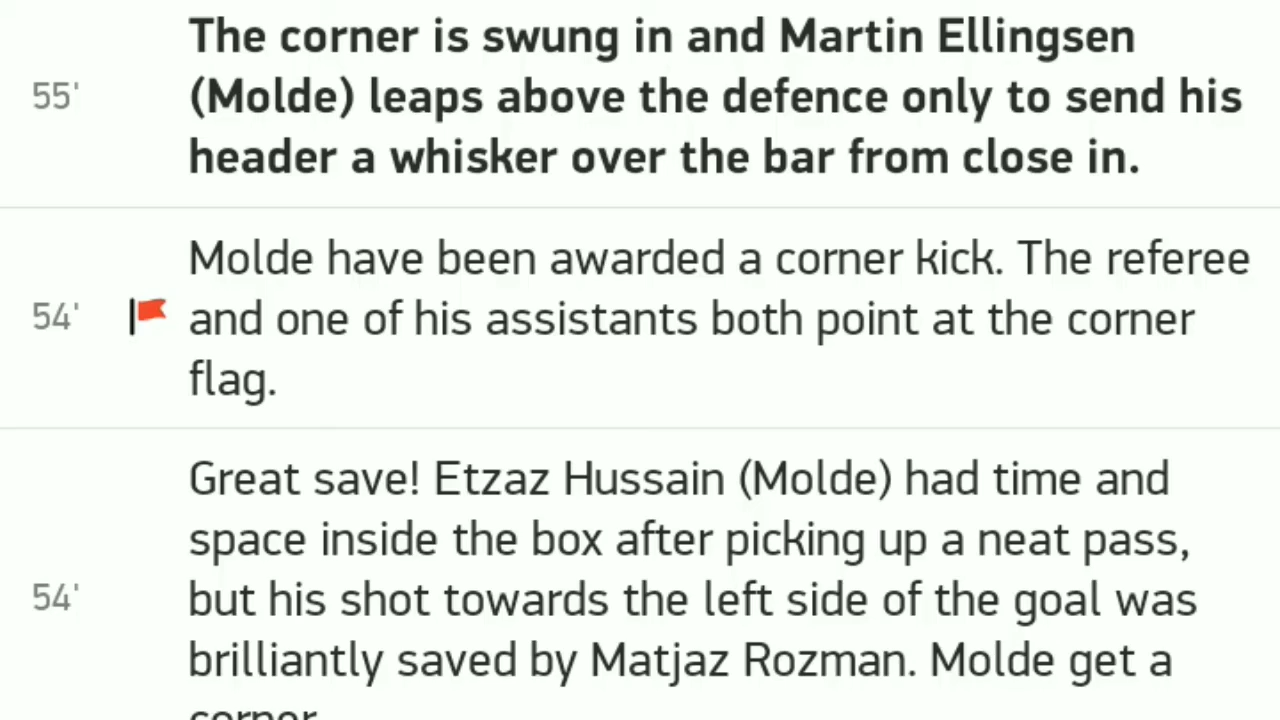 The corner is swung in and Martin Ellingsen
55' (Molde) leaps above the defence only to send his
header a whisker over the bar from close in.
Molde have been awarded a corner kick. The referee
54' and one of his assistants both point at the corner
flag.
Great save! Etzaz Hussain (Molde) had time and
space inside the box after picking up a neat pass,
54' but his shot towards the left side of the goal was
brilliantly saved by Matjaz Rozman. Molde get a
corner.